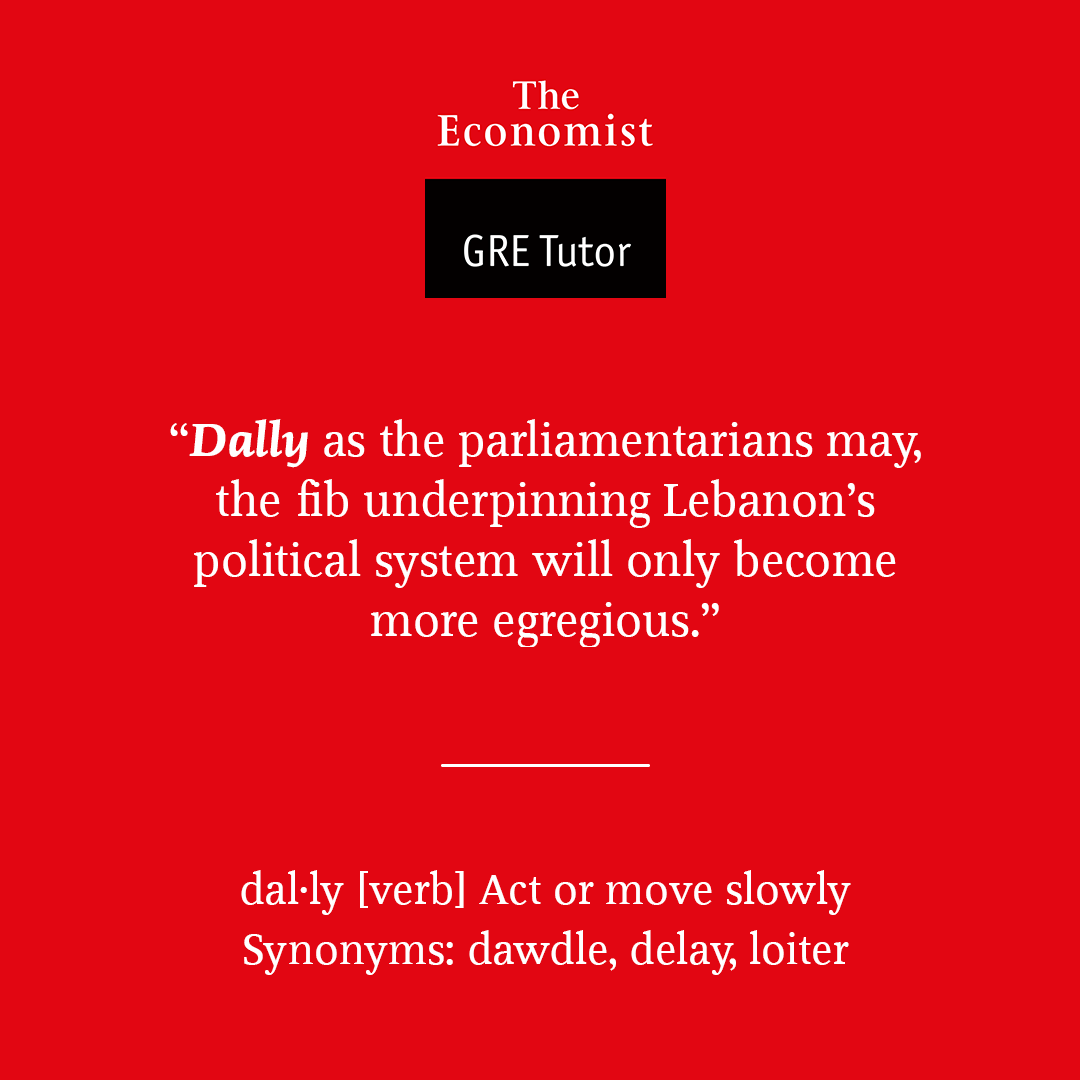 The
Economist
GRE Tutor
“Dally as the parliamentarians may,
the fib underpinning Lebanon’s
political system will only become
more egregious.”
dal·ly [verb] Act or move slowly
Synonyms: dawdle, delay, loiter